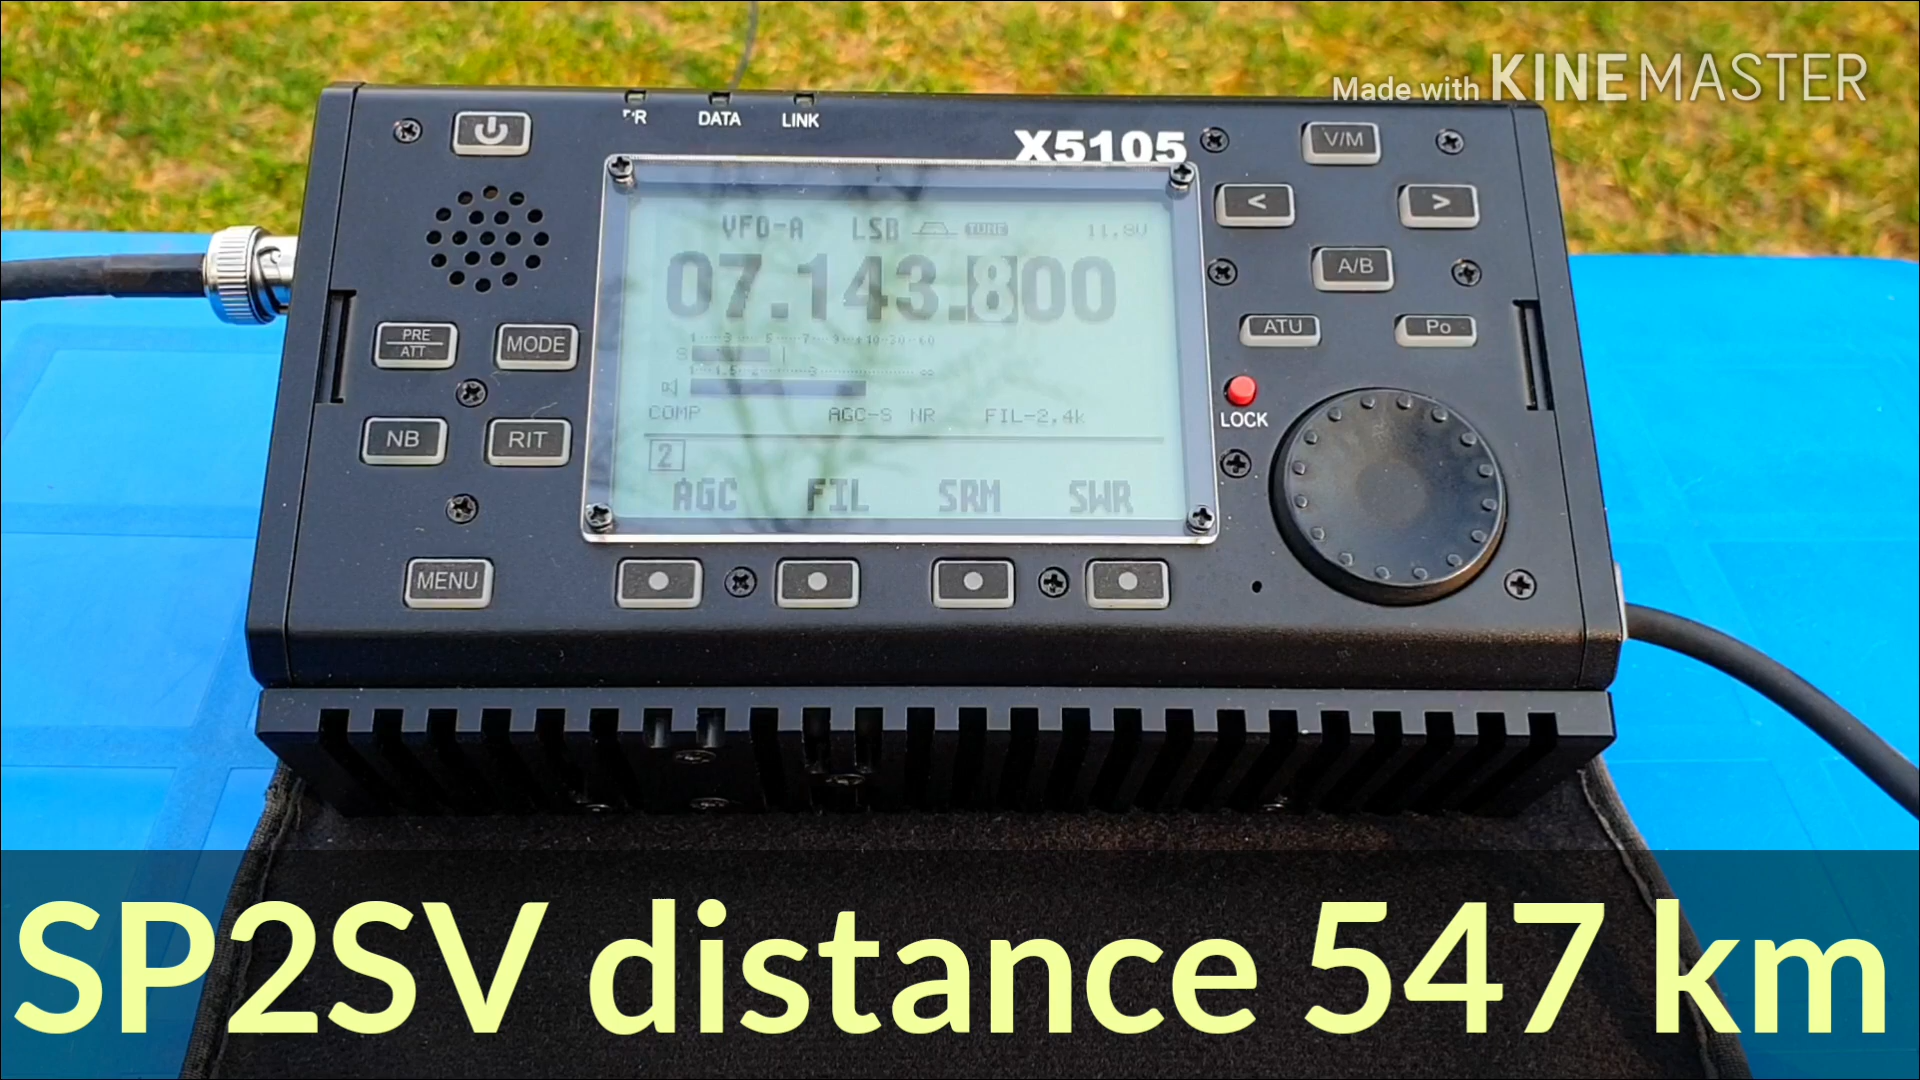 Made with KINEMASTER
DATA LINK
X5105
V/M
< >
VFO-A LSB TUNE 11.8V
07.143.800
A/B
PRE
ATT
MODE
ATU
Po
S
COMP AGC-S NR FIL-2.4k
LOCK
NB
RIT
2
AGC FIL SRM SWR
MENU
SP2SV distance 547 km